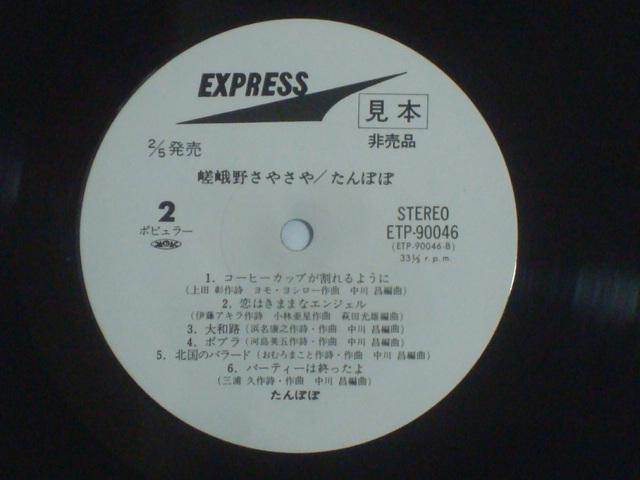 EXPRESS
見本
非売品
2/5発売
嵯峨野さやさや/たんぽぽ
2
ポピュラー
STEREO
ETP-90046
(ETP-90046-B)
33⅓ r.p.m.
1. コーヒーカップが割れるように
(上田 彰作詩 ヨモ・ヨシロー作曲 中川 昌編曲)
2. 恋はきままなエンジェル
(伊藤アキラ作詩 小林亜星作曲 萩田光雄編曲)
3. 大和路 (浜名康之作詩・作曲 中川 昌編曲)
4. ポプラ (河島英五作詩・作曲 中川 昌編曲)
5. 北国のバラード (おむろまこと作詩・作曲 中川 昌編曲)
6. パーティーは終ったよ
(三浦 久作詩・作曲 中川 昌編曲)
たんぽぽ